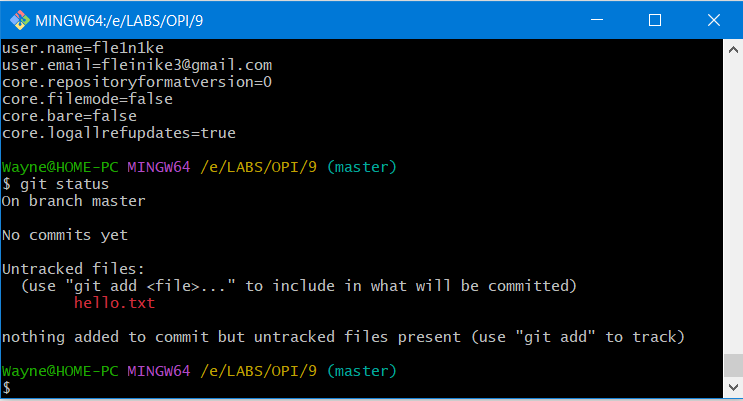 MINGW64:/e/LABS/OPI/9
user.name=fle1n1ke
user.email=fleinike3@gmail.com
core.repositoryformatversion=0
core.filemode=false
core.bare=false
core.logallrefupdates=true
Wayne@HOME-PC MINGW64 /e/LABS/OPI/9 (master)
$ git status
On branch master
No commits yet
Untracked files:
  (use "git add <file>..." to include in what will be committed)
        hello.txt
nothing added to commit but untracked files present (use "git add" to track)
Wayne@HOME-PC MINGW64 /e/LABS/OPI/9 (master)
$